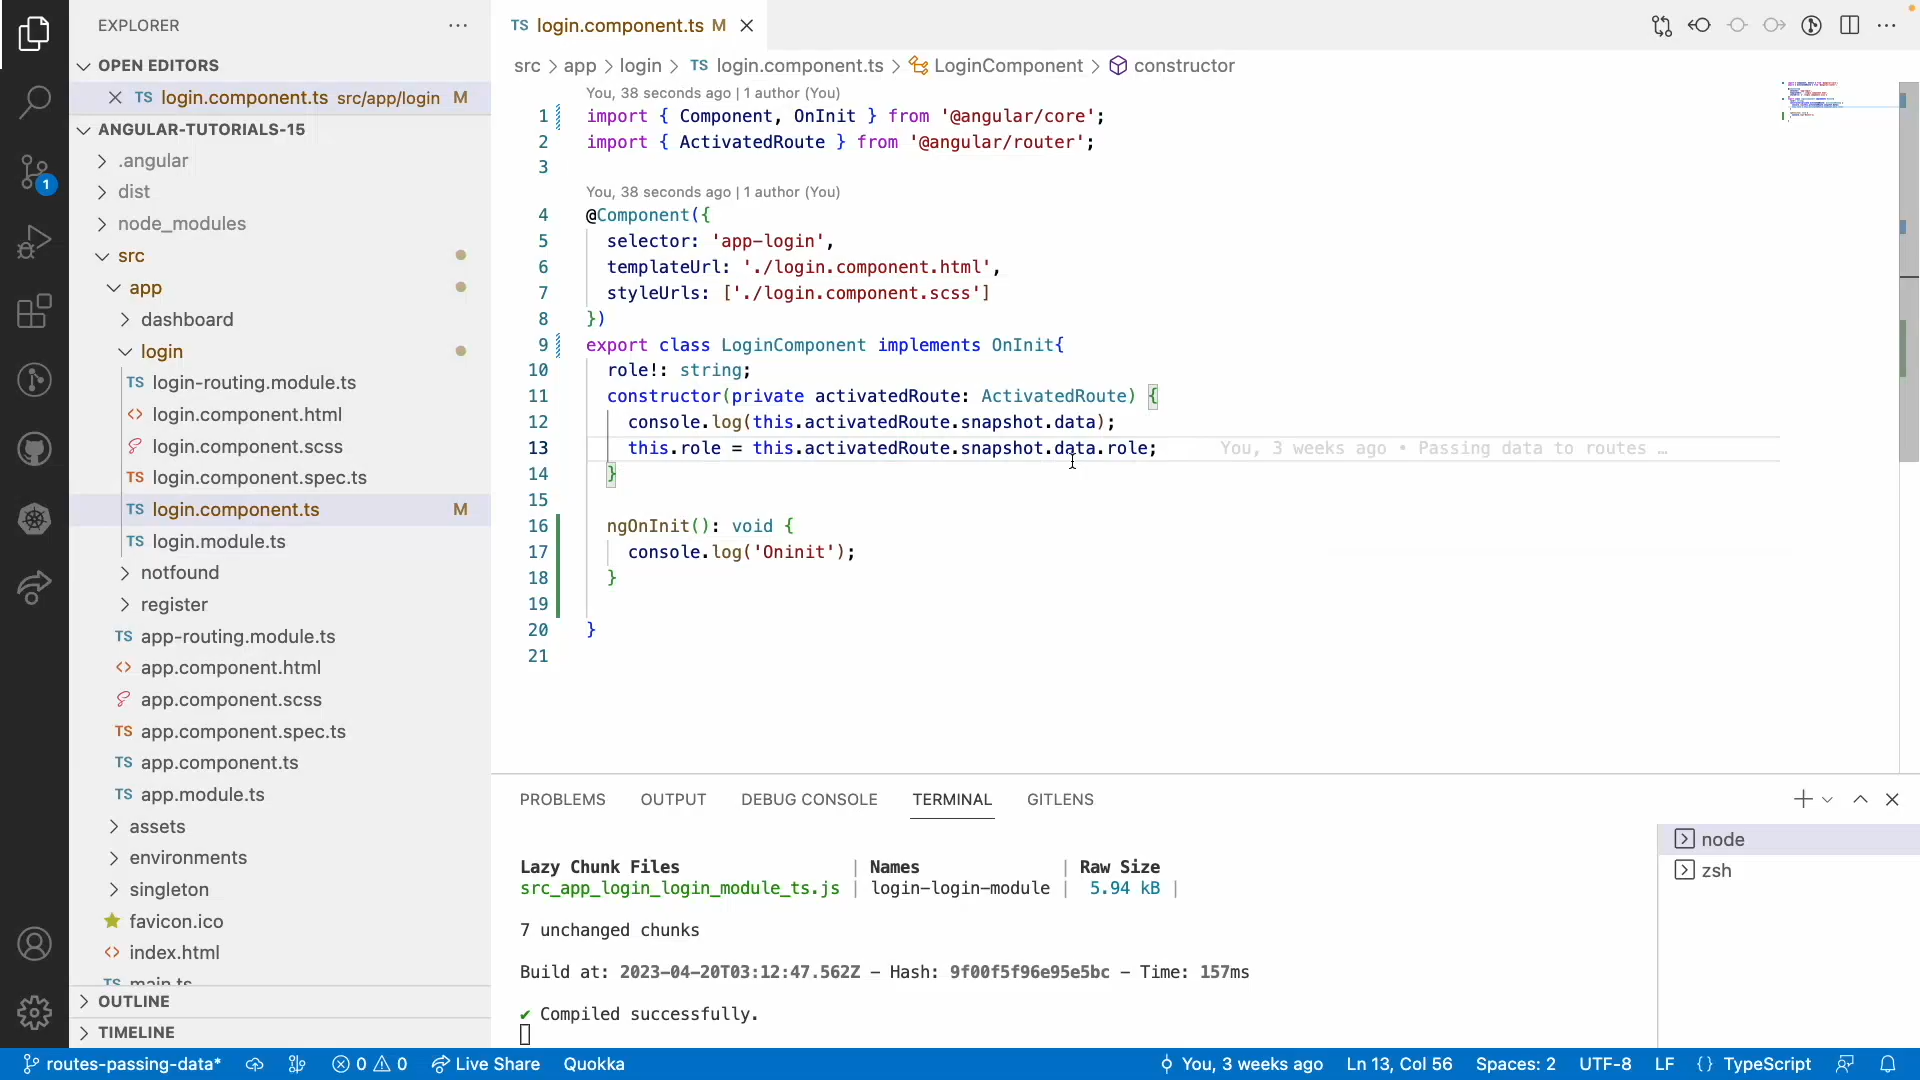 EXPLORER
OPEN EDITORS
TS login.component.ts src/app/login M
ANGULAR-TUTORIALS-15
.angular
dist
node_modules
src
app
dashboard
login
TS login-routing.module.ts
<> login.component.html
login.component.scss
TS login.component.spec.ts
TS login.component.ts M
TS login.module.ts
notfound
register
TS app-routing.module.ts
<> app.component.html
app.component.scss
TS app.component.spec.ts
TS app.component.ts
TS app.module.ts
assets
environments
singleton
favicon.ico
<> index.html
TS main.ts
OUTLINE
TIMELINE
1
TS login.component.ts M
src > app > login > TS login.component.ts > LoginComponent > constructor
You, 38 seconds ago | 1 author (You)
1 import { Component, OnInit } from '@angular/core';
2 import { ActivatedRoute } from '@angular/router';
3
You, 38 seconds ago | 1 author (You)
4 @Component({
5 selector: 'app-login',
6 templateUrl: './login.component.html',
7 styleUrls: ['./login.component.scss']
8 })
9 export class LoginComponent implements OnInit{
10 role!: string;
11 constructor(private activatedRoute: ActivatedRoute) {
12 console.log(this.activatedRoute.snapshot.data);
13 this.role = this.activatedRoute.snapshot.data.role; You, 3 weeks ago • Passing data to routes …
14 }
15
16 ngOnInit(): void {
17 console.log('Oninit');
18 }
19
20 }
21
PROBLEMS OUTPUT DEBUG CONSOLE TERMINAL GITLENS
Lazy Chunk Files | Names | Raw Size
src_app_login_login_module_ts.js | login-login-module | 5.94 kB |
7 unchanged chunks
Build at: 2023-04-20T03:12:47.562Z - Hash: 9f00f5f96e95e5bc - Time: 157ms
✔ Compiled successfully.
node
zsh
routes-passing-data* 0 0 Live Share Quokka You, 3 weeks ago Ln 13, Col 56 Spaces: 2 UTF-8 LF {} TypeScript